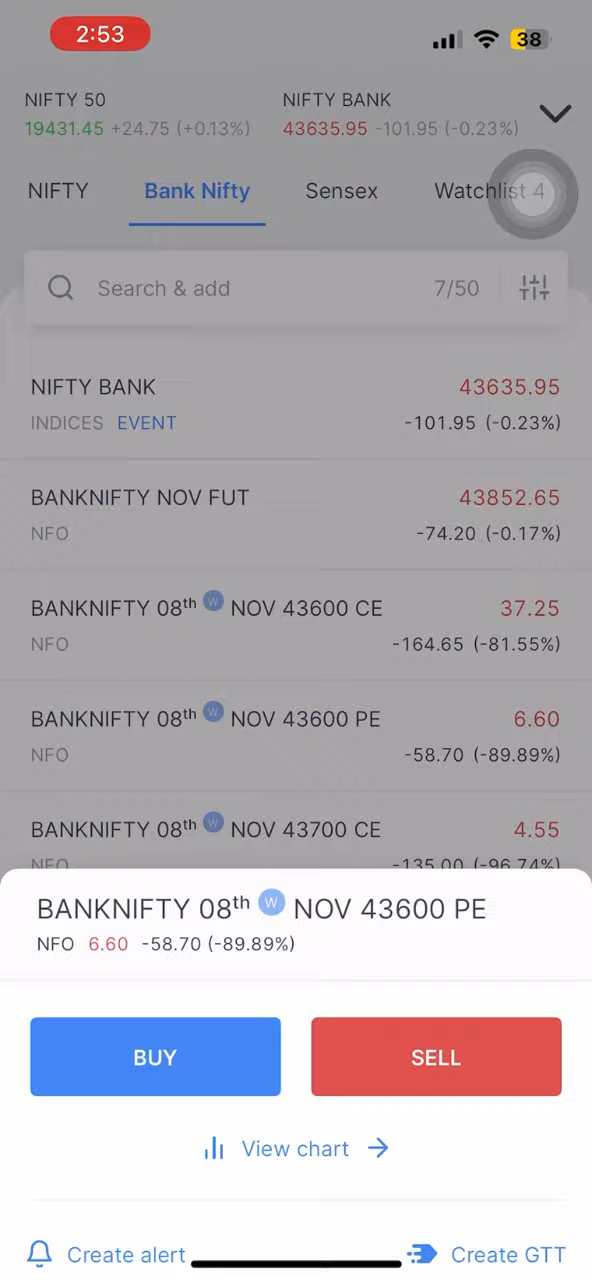 2:53
38
NIFTY 50
NIFTY BANK
19431.45 +24.75 (+0.13%)
43635.95 -101.95 (-0.23%)
NIFTY
Bank Nifty
Sensex
Watchlist 4
Search & add
7/50
NIFTY BANK
43635.95
INDICES EVENT
-101.95 (-0.23%)
BANKNIFTY NOV FUT
43852.65
NFO
-74.20 (-0.17%)
BANKNIFTY 08th W NOV 43600 CE
37.25
NFO
-164.65 (-81.55%)
BANKNIFTY 08th W NOV 43600 PE
6.60
NFO
-58.70 (-89.89%)
BANKNIFTY 08th W NOV 43700 CE
4.55
NFO
-135.00 (-96.74%)
BANKNIFTY 08th W NOV 43600 PE
NFO 6.60 -58.70 (-89.89%)
BUY
SELL
View chart
Create alert
Create GTT